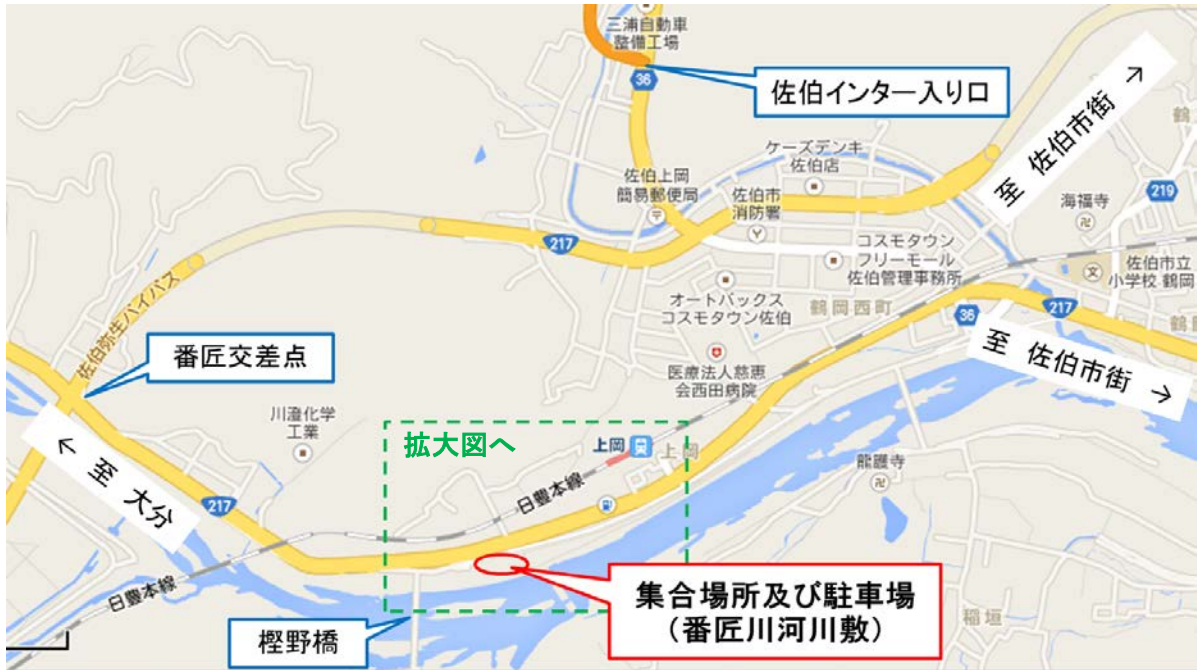 三浦自動車
整備工場
36
佐伯インター入り口
至 佐伯市街 →
鶴
ケーズデンキ
佐伯店
佐伯上岡
簡易郵便局
佐伯市
消防署
219
海福寺
217
コスモタウン
フリーモール
佐伯管理事務所
佐伯市立
小学校 鶴岡
佐伯弥生バイパス
オートバックス
コスモタウン佐伯
鶴岡西町
36
217
鶴
番匠交差点
至 佐伯市街 →
医療法人慈恵
会西田病院
川澄化学
工業
拡大図へ
上岡
上岡
龍護寺
← 至 大分
217
日豊本線
日豊本線
集合場所及び駐車場
(番匠川河川敷)
稲垣
樫野橋